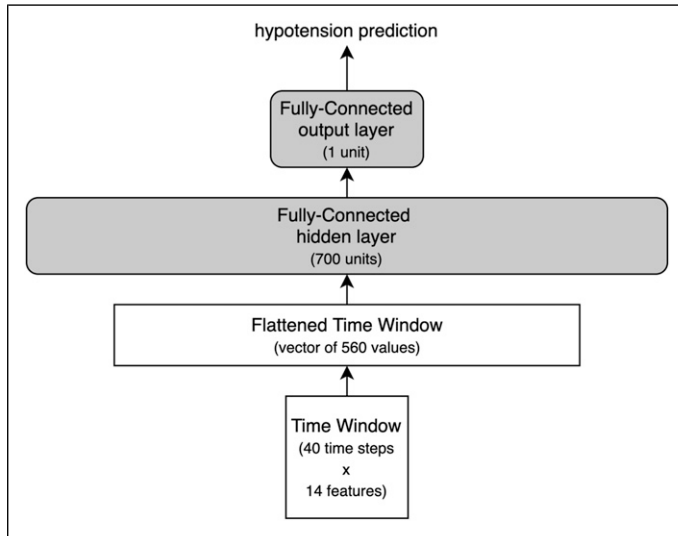 hypotension prediction
Fully-Connected
output layer
(1 unit)
Fully-Connected
hidden layer
(700 units)
Flattened Time Window
(vector of 560 values)
Time Window
(40 time steps
x
14 features)